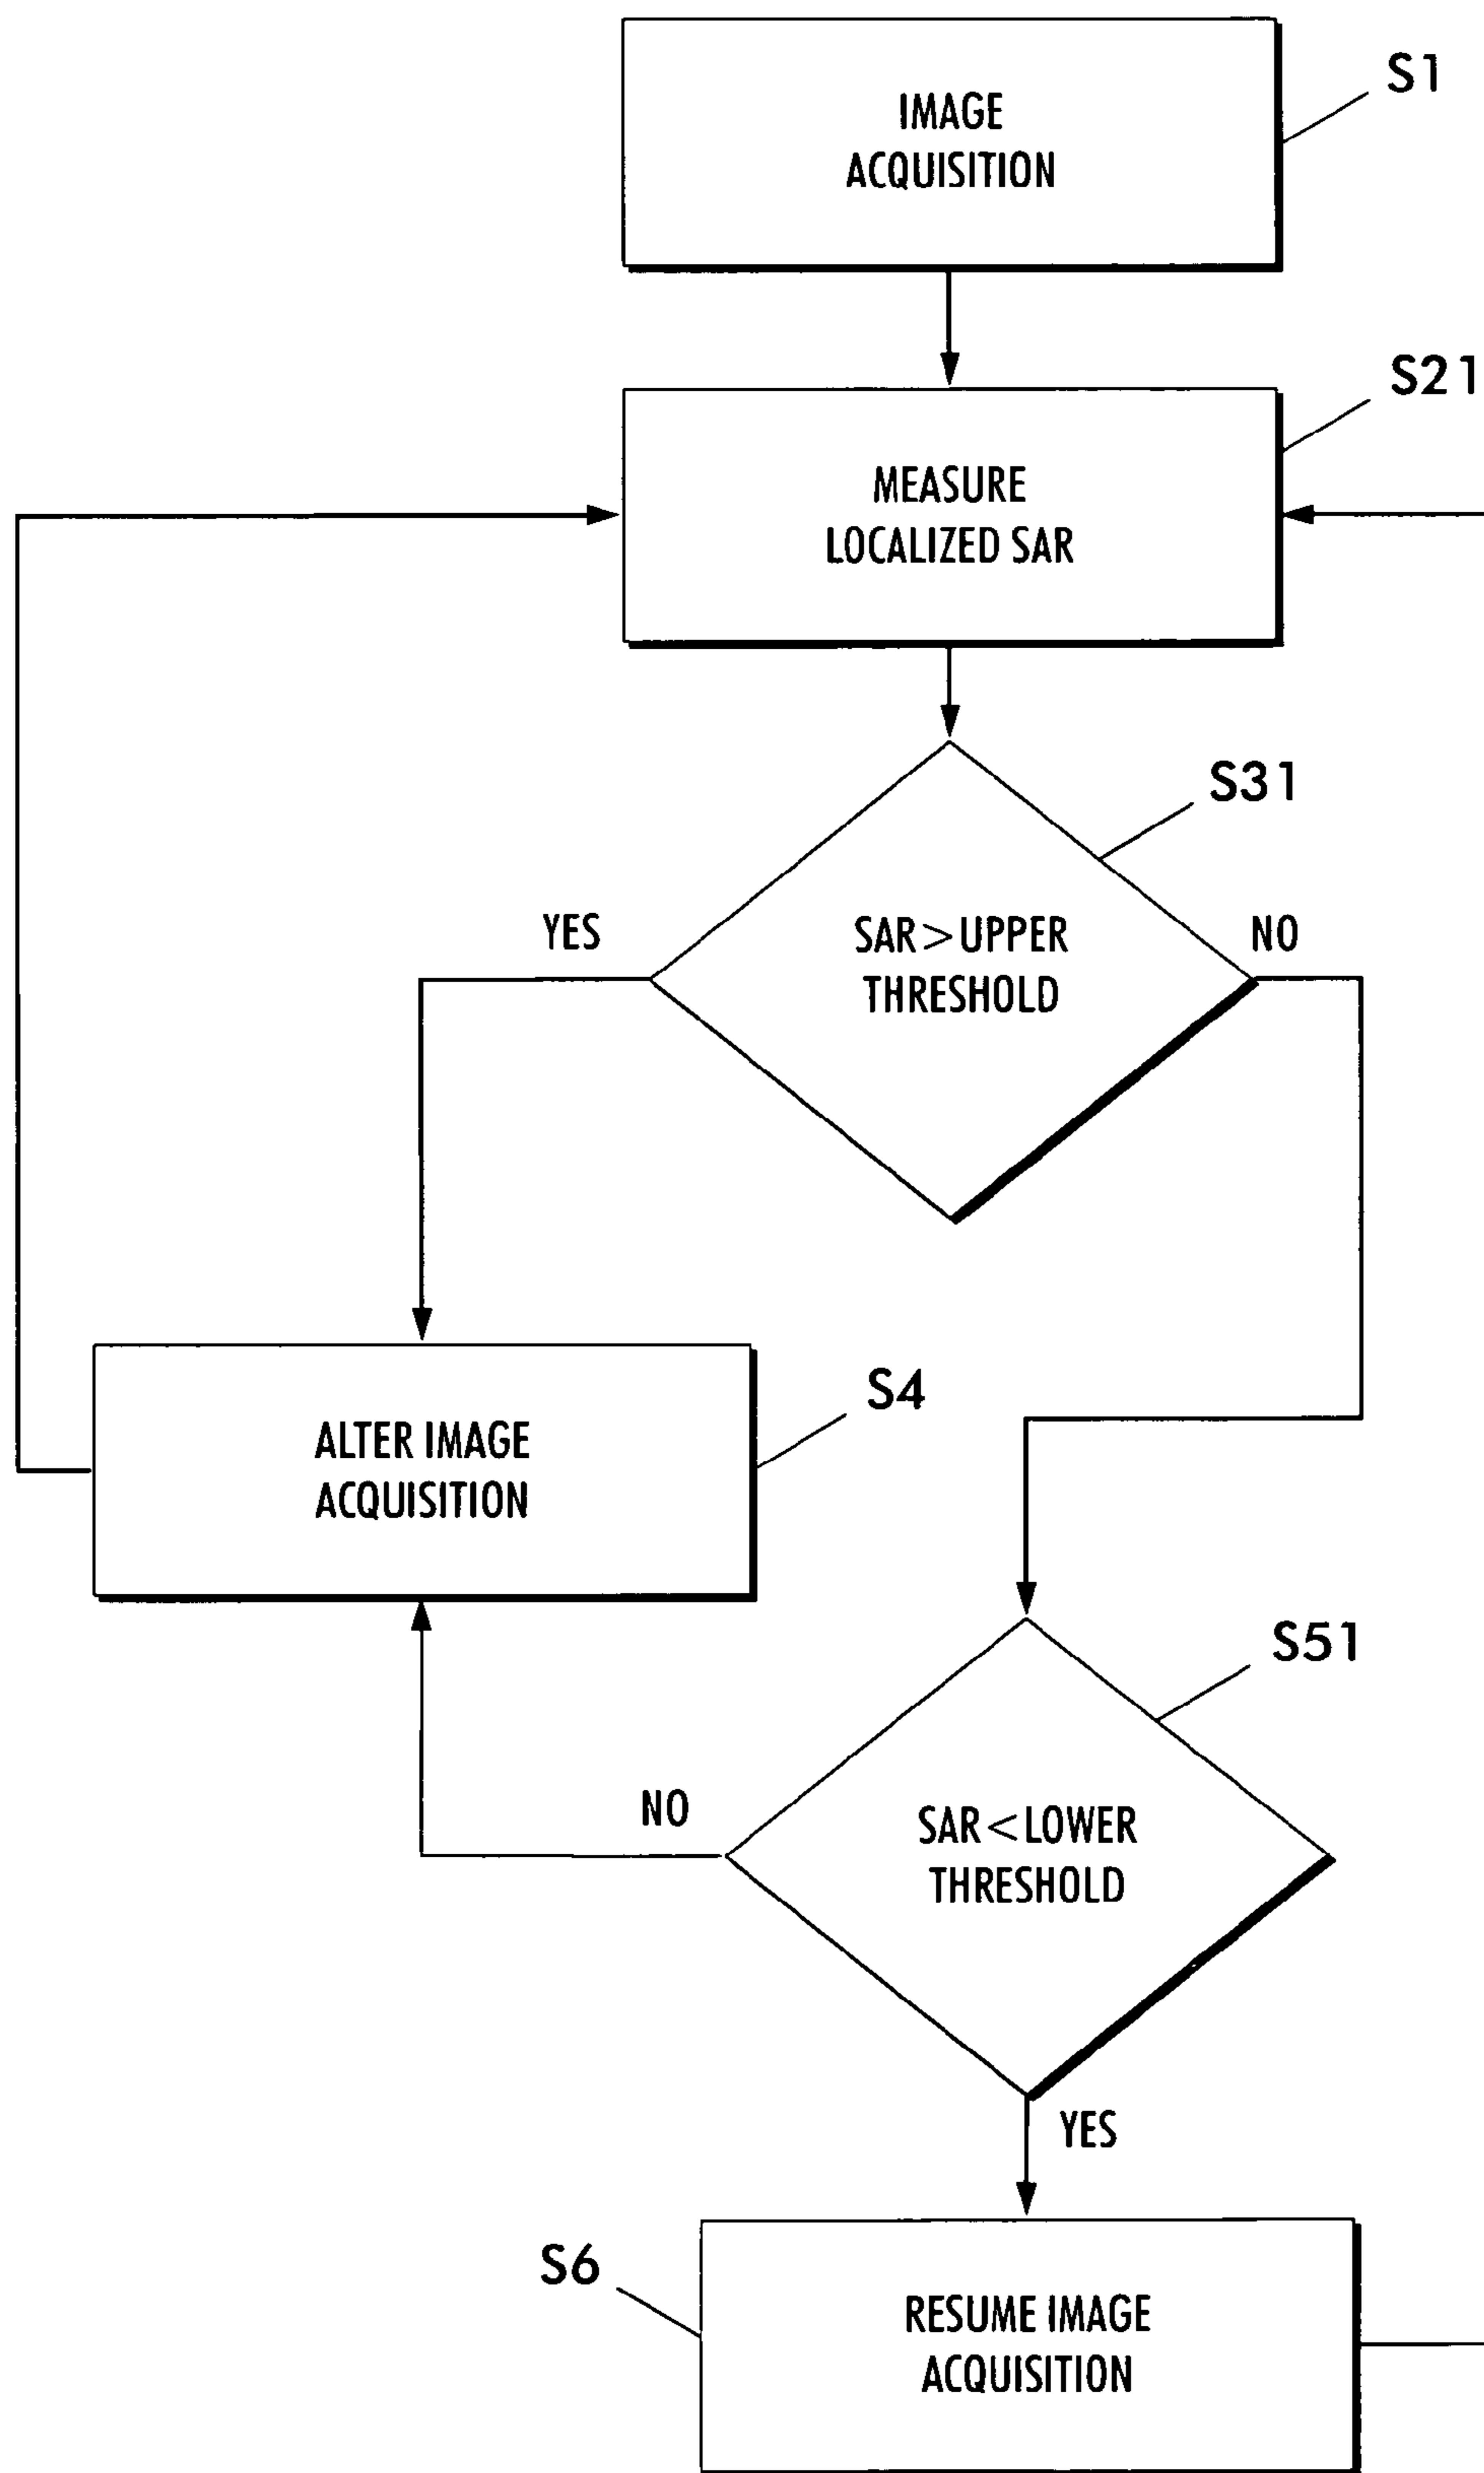 IMAGE
ACQUISITION
S1
MEASURE
LOCALIZED SAR
S21
SAR>UPPER
THRESHOLD
S31
YES
NO
ALTER IMAGE
ACQUISITION
S4
SAR<LOWER
THRESHOLD
S51
NO
YES
RESUME IMAGE
ACQUISITION
S6